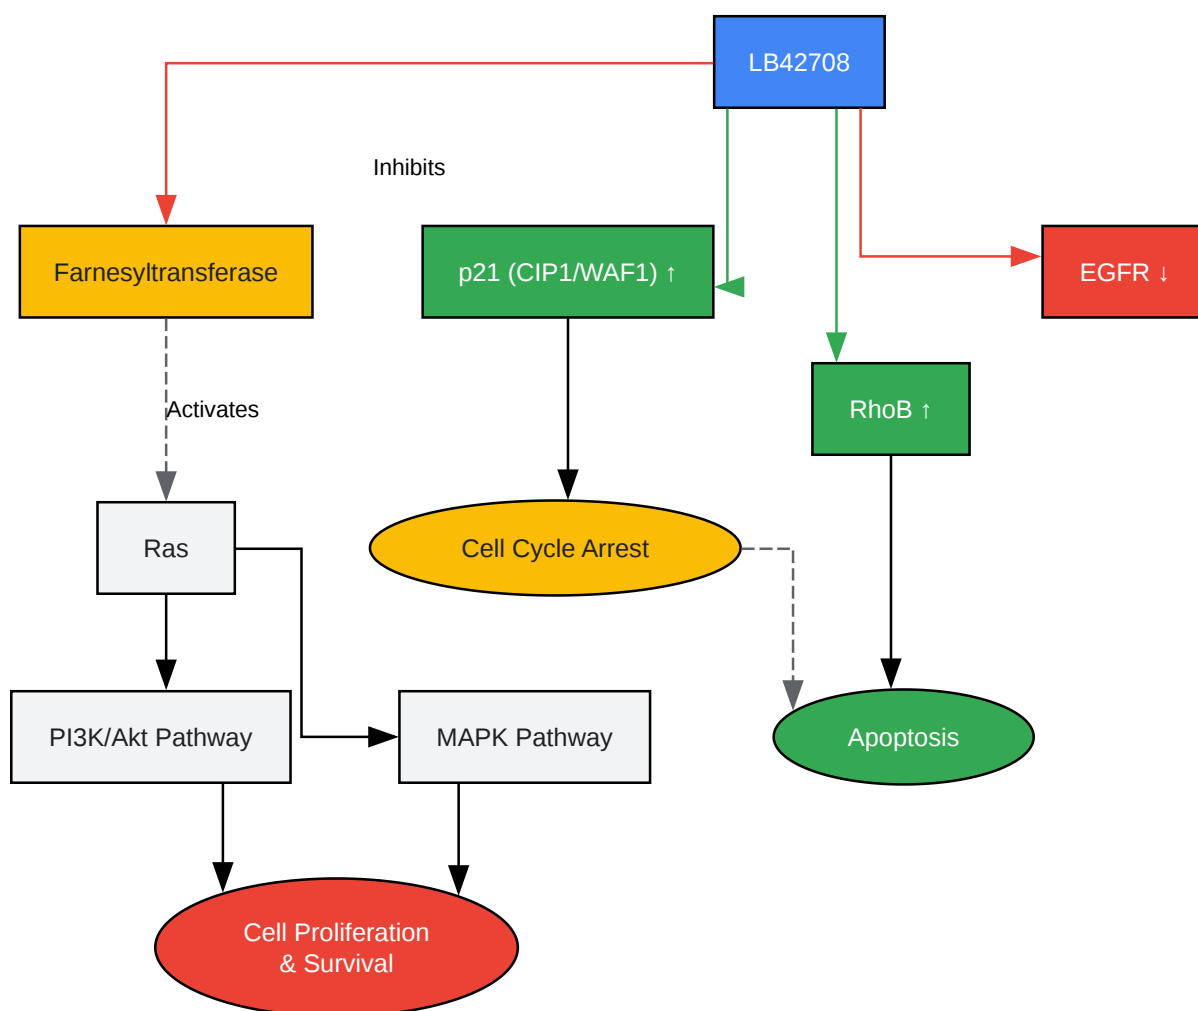 LB42708
Inhibits
Farnesyltransferase
p21 (CIP1/WAF1) ↑
EGFR ↓
RhoB ↑
Activates
Ras
Cell Cycle Arrest
PI3K/Akt Pathway
MAPK Pathway
Apoptosis
Cell Proliferation
& Survival